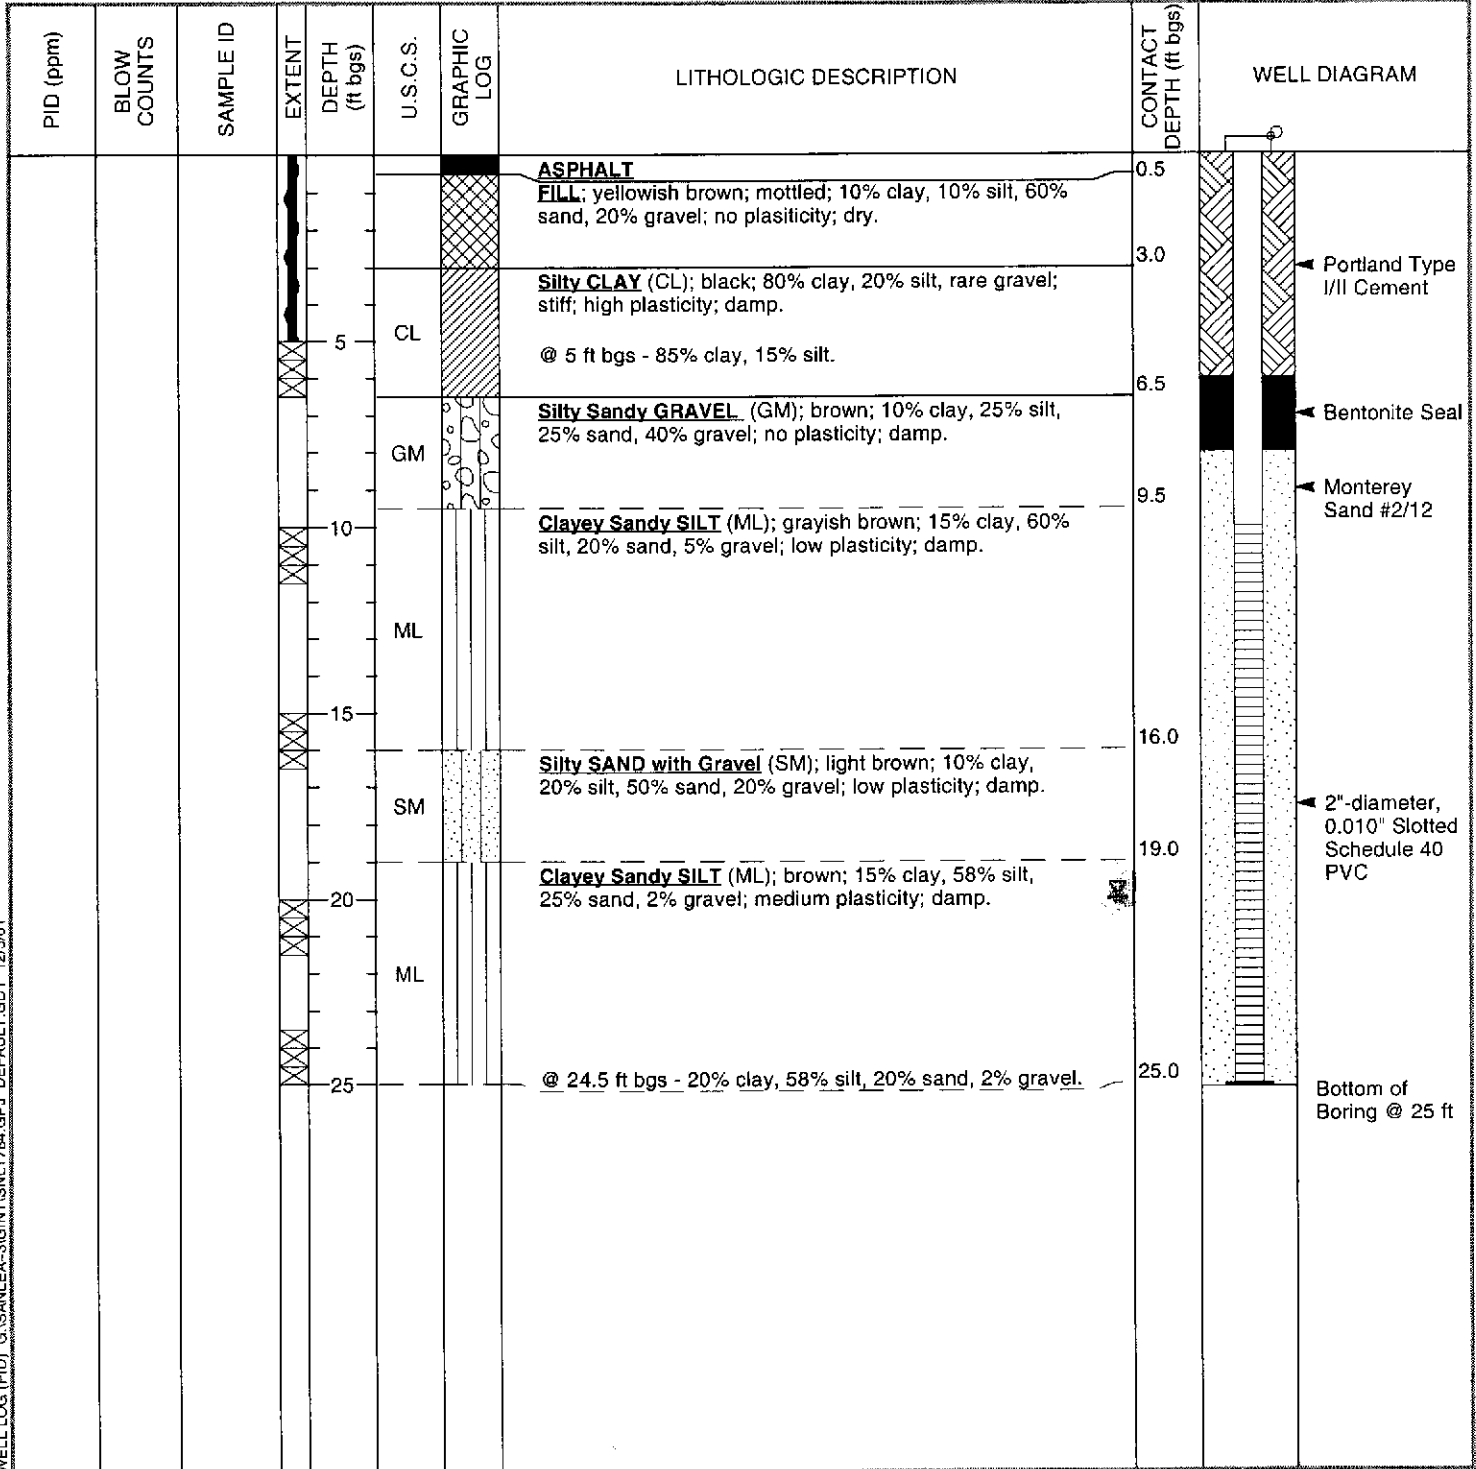 PID (ppm)
BLOW
COUNTS
SAMPLE ID
EXTENT
DEPTH
(ft bgs)
U.S.C.S.
GRAPHIC
LOG
LITHOLOGIC DESCRIPTION
CONTACT
DEPTH (ft bgs)
WELL DIAGRAM
ASPHALT
0.5
FILL; yellowish brown; mottled; 10% clay, 10% silt, 60%
sand, 20% gravel; no plasiticity; dry.
3.0
Portland Type
I/II Cement
Silty CLAY (CL); black; 80% clay, 20% silt, rare gravel;
stiff; high plasticity; damp.
CL
5
@ 5 ft bgs - 85% clay, 15% silt.
6.5
Silty Sandy GRAVEL (GM); brown; 10% clay, 25% silt,
25% sand, 40% gravel; no plasticity; damp.
Bentonite Seal
GM
9.5
Monterey
Sand #2/12
10
Clayey Sandy SILT (ML); grayish brown; 15% clay, 60%
silt, 20% sand, 5% gravel; low plasticity; damp.
ML
15
16.0
Silty SAND with Gravel (SM); light brown; 10% clay,
20% silt, 50% sand, 20% gravel; low plasticity; damp.
SM
2"-diameter,
0.010" Slotted
Schedule 40
PVC
19.0
Clayey Sandy SILT (ML); brown; 15% clay, 58% silt,
25% sand, 2% gravel; medium plasticity; damp.
20
ML
@ 24.5 ft bgs - 20% clay, 58% silt, 20% sand, 2% gravel.
25
25.0
Bottom of
Boring @ 25 ft
WELL LOG (PID)